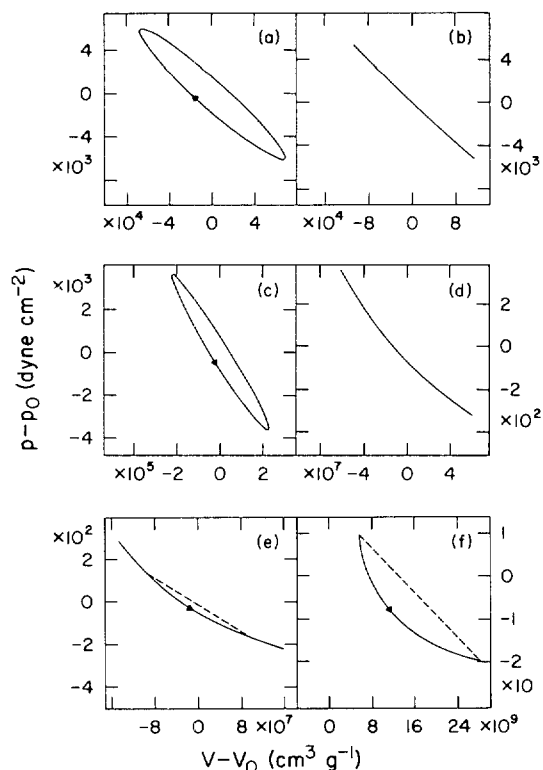 (a)
4
0
-4
×10³
×10⁴ -4 0 4
(b)
4
0
-4
×10³
×10⁴ -8 0 8
p-p₀ (dyne cm⁻²)
(c)
×10³
2
0
-2
-4
×10⁵ -2 0 2
(d)
2
0
-2
×10²
×10⁷ -4 0 4
(e)
×10²
2
0
-2
-4
-8 0 8 ×10⁷
(f)
1
0
-1
-2
×10
8 16 24 ×10⁹
V-V₀ (cm³ g⁻¹)